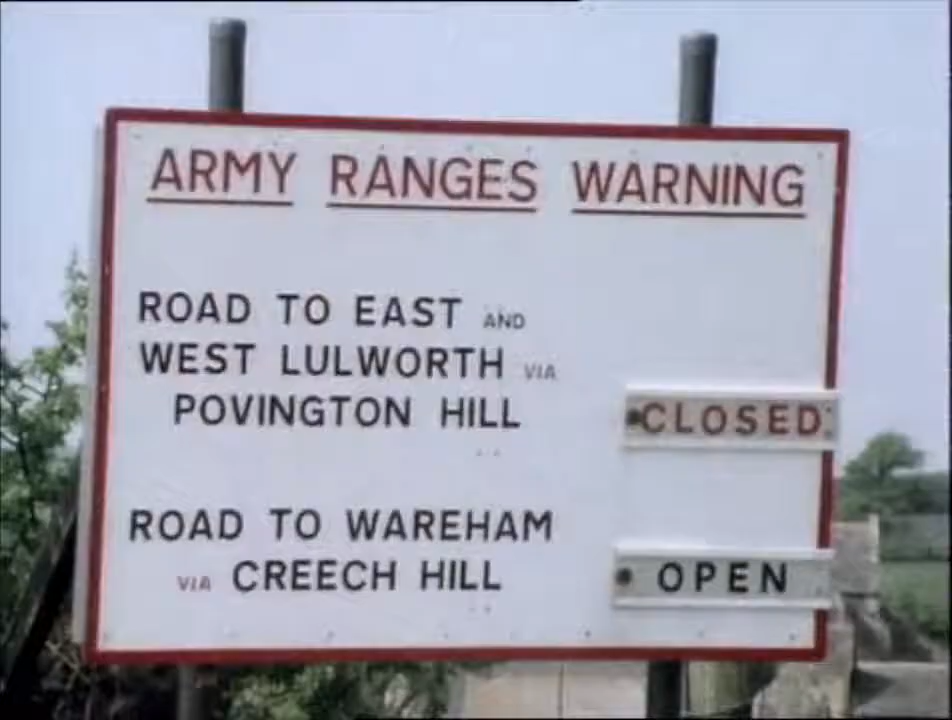 ARMY RANGES WARNING
ROAD TO EAST AND
WEST LULWORTH VIA
POVINGTON HILL
CLOSED
ROAD TO WAREHAM
VIA CREECH HILL
OPEN